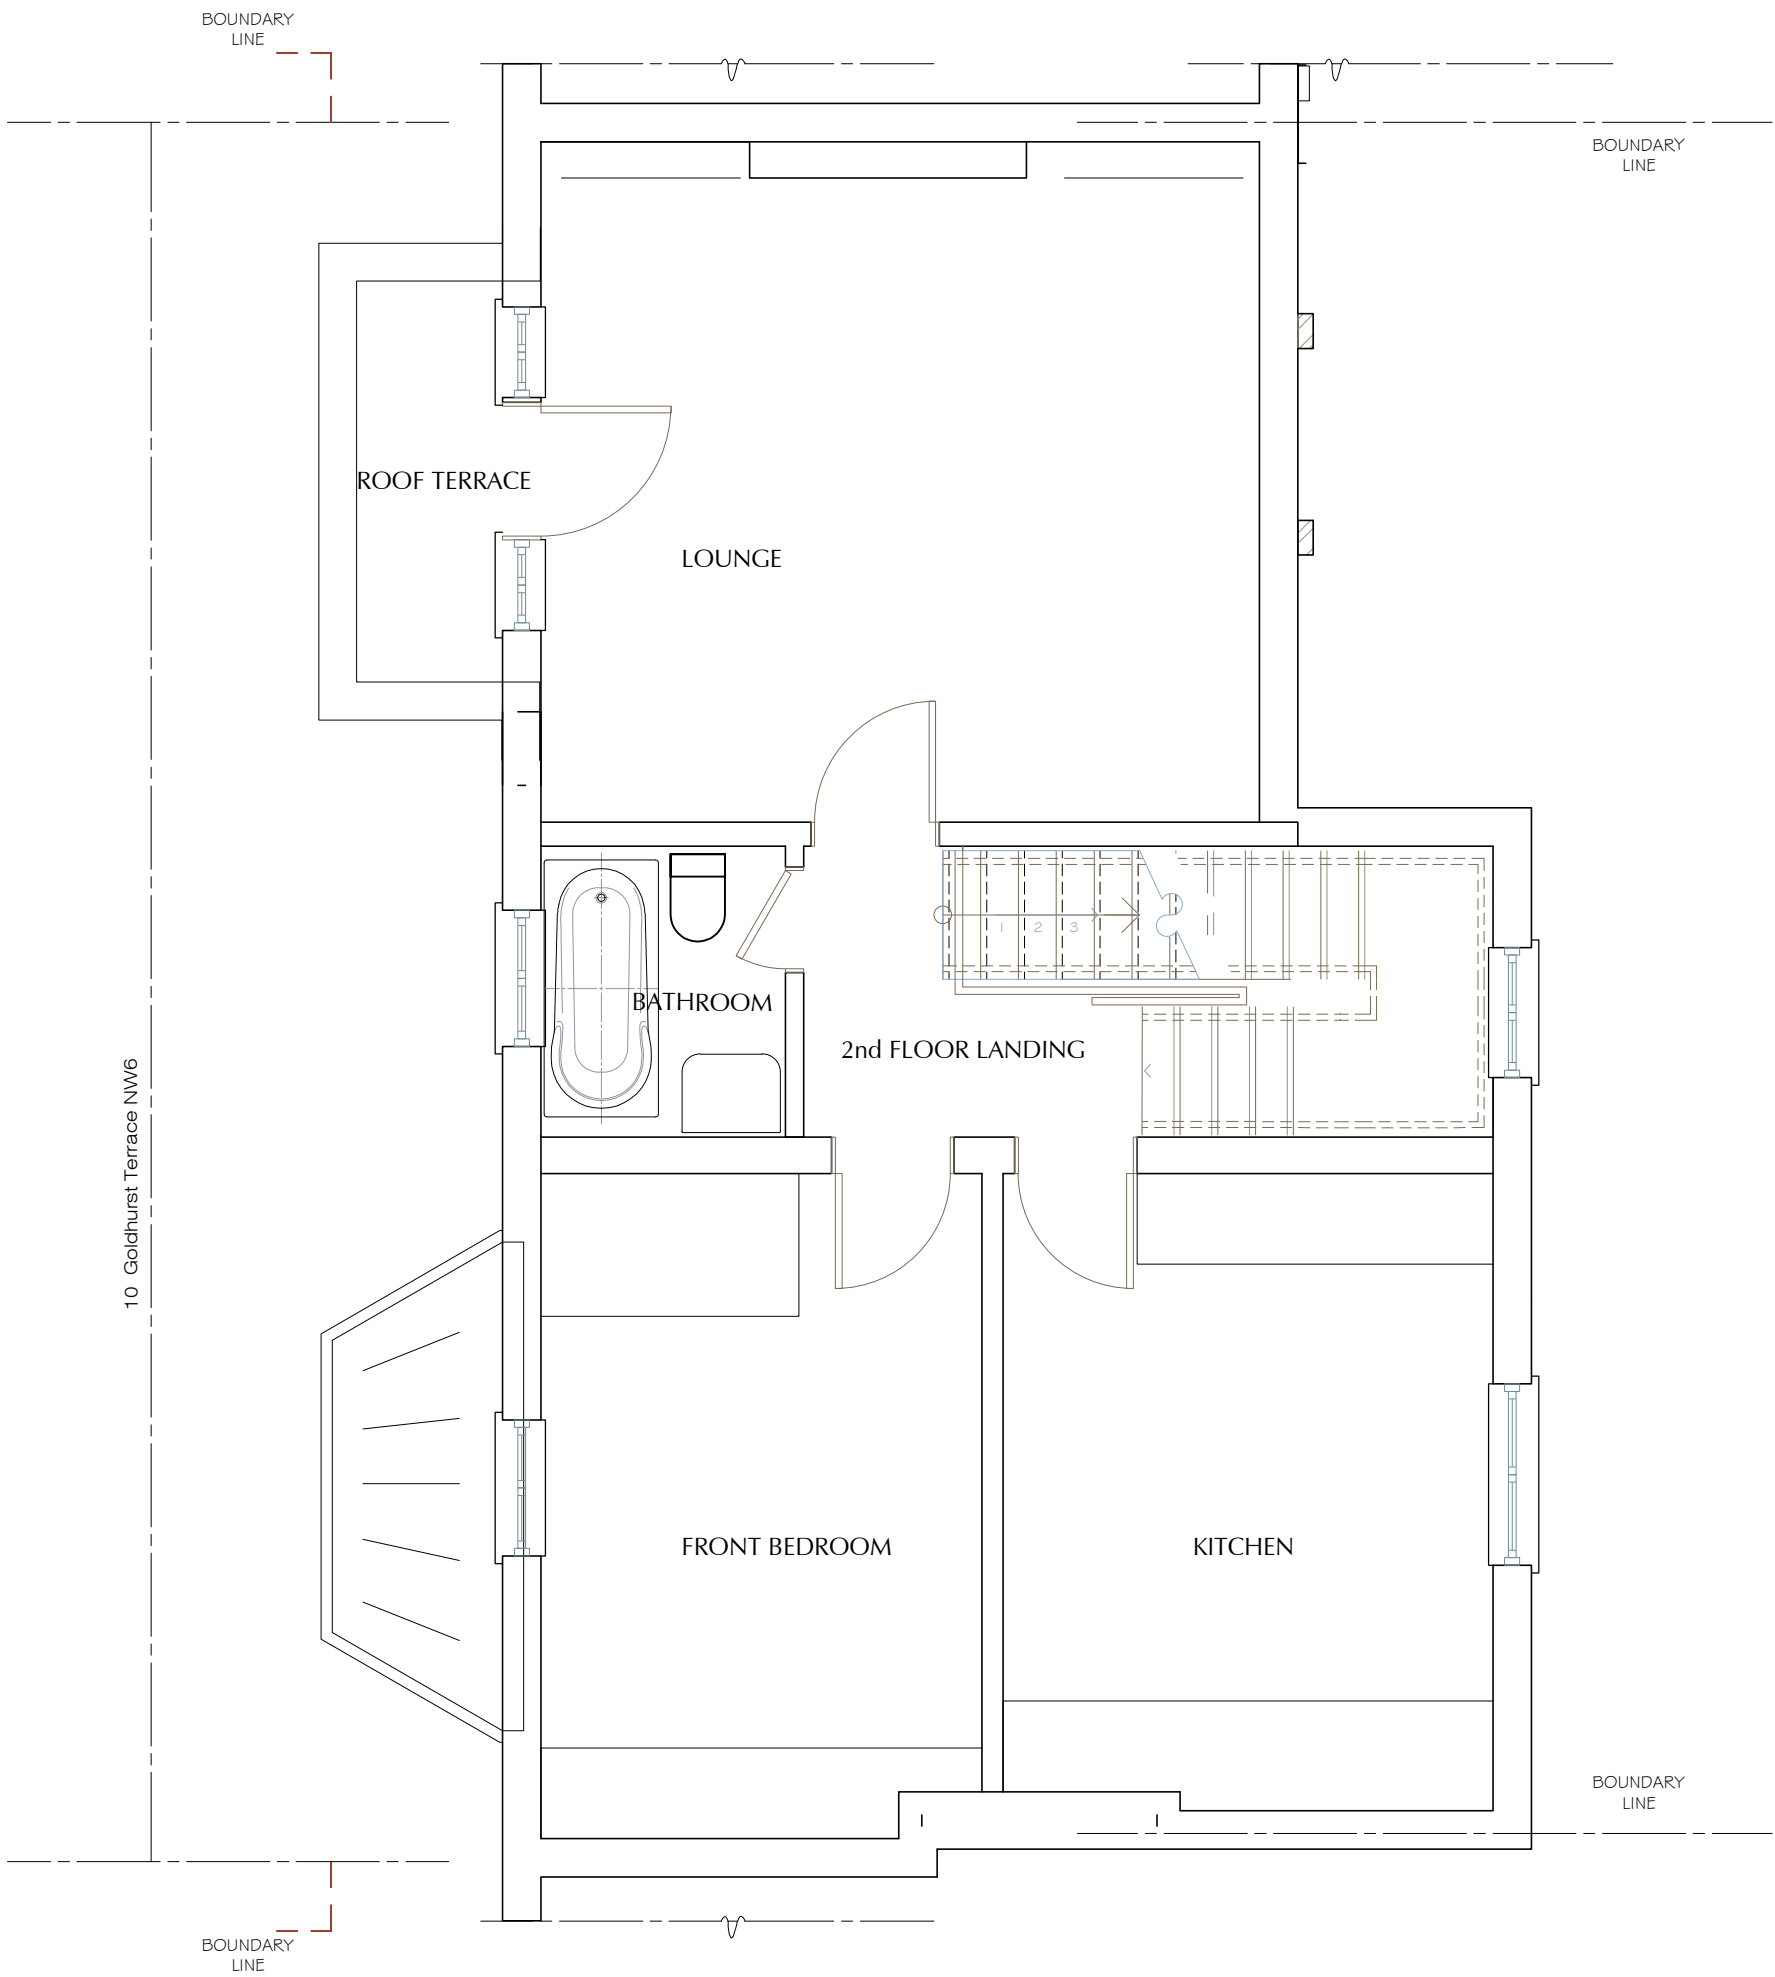 BOUNDARY
LINE
BOUNDARY
LINE
ROOF TERRACE
LOUNGE
1 2 3
BATHROOM
2nd FLOOR LANDING
10 Goldhurst Terrace NW6
FRONT BEDROOM
KITCHEN
BOUNDARY
LINE
BOUNDARY
LINE